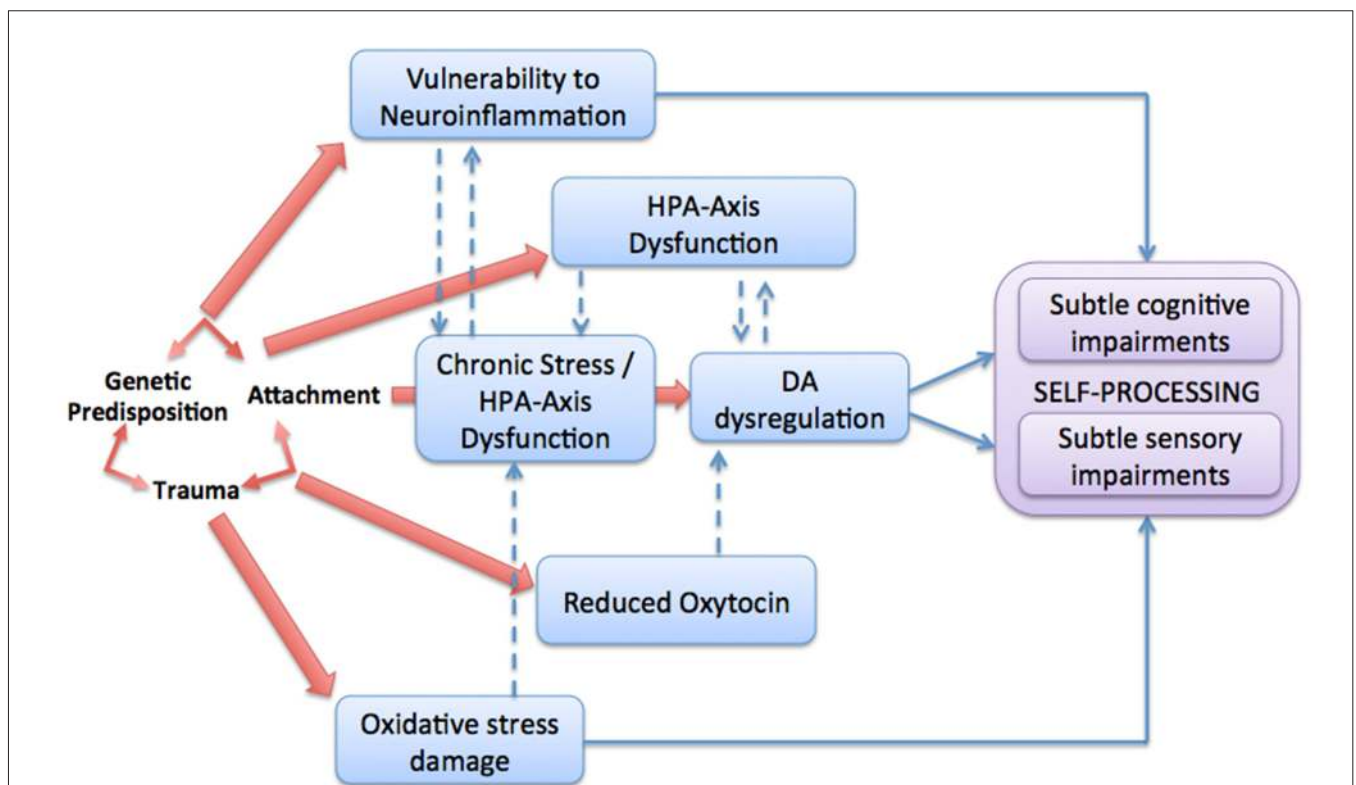 Vulnerability to
Neuroinflammation
HPA-Axis
Dysfunction
Genetic
Predisposition
Attachment
Trauma
Chronic Stress /
HPA-Axis
Dysfunction
DA
dysregulation
Subtle cognitive
impairments
SELF-PROCESSING
Subtle sensory
impairments
Reduced Oxytocin
Oxidative stress
damage